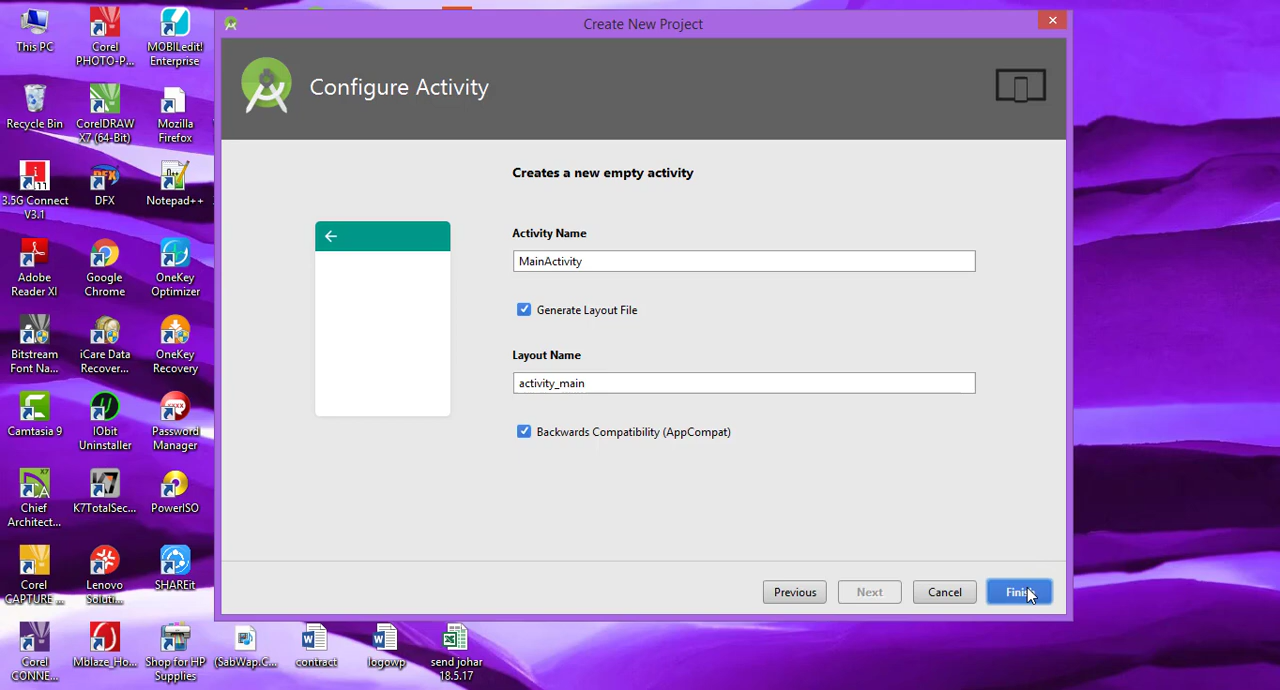 Create New Project
Configure Activity
Creates a new empty activity
Activity Name
MainActivity
Generate Layout File
Layout Name
activity_main
Backwards Compatibility (AppCompat)
Previous
Next
Cancel
This PC
Corel
PHOTO-P...
MOBILedit!
Enterprise
Recycle Bin
CorelDRAW
X7 (64-Bit)
Mozilla
Firefox
3.5G Connect
V3.1
DFX
Notepad++
Adobe
Reader XI
Google
Chrome
OneKey
Optimizer
Bitstream
Font Na...
iCare Data
Recover...
OneKey
Recovery
Camtasia 9
IObit
Uninstaller
Password
Manager
Chief
Architect...
K7TotalSec...
PowerISO
Corel
CAPTURE ...
Lenovo
Soluti...
SHAREit
Corel
CONNE...
Mblaze_Ho...
Shop for HP
Supplies
(SabWap.C...
contract
logowp
send johar
18.5.17